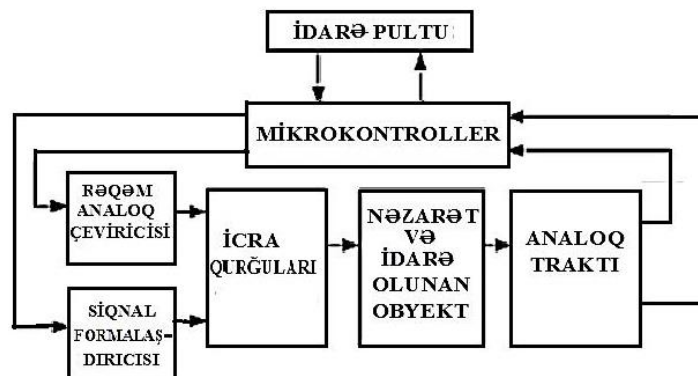 İDARƏ PULTU
MİKROKONTROLLER
RƏQƏM
ANALOQ
ÇEVİRİCİSİ
SİQNAL
FORMALAŞ-
DIRICISI
İCRA
QURĞULARI
NƏZARƏT
VƏ
İDARƏ
OLUNAN
OBYEKT
ANALOQ
TRAKTI